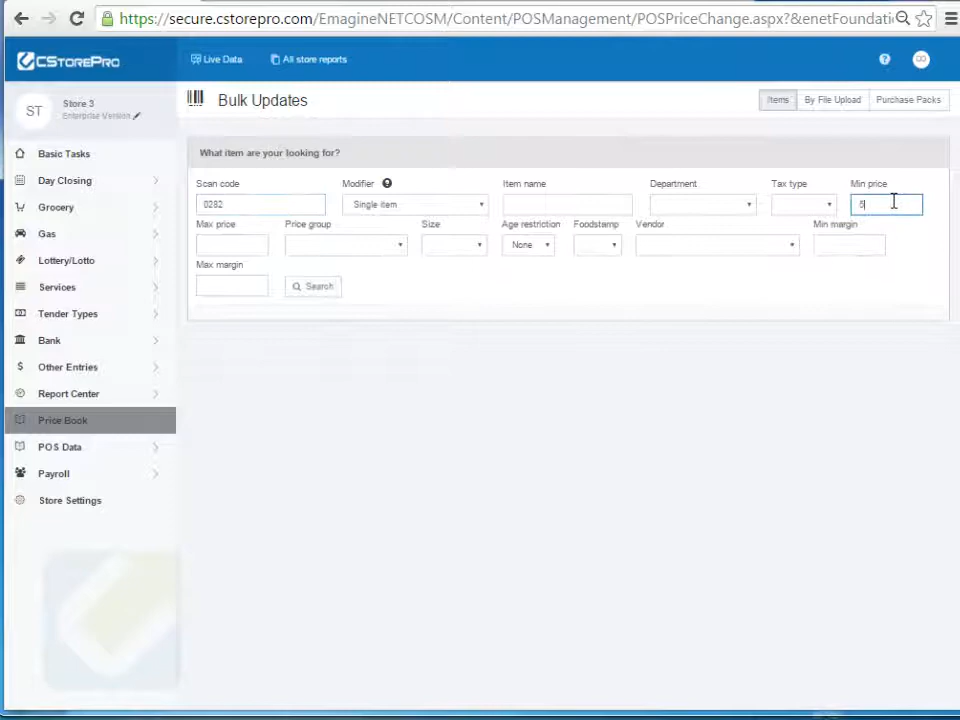 https://secure.cstorepro.com/EmagineNETCOSM/Content/POSManagement/POSPriceChange.aspx?&enetFoundati
CStorePro
Live Data
All store reports
ST
Store 3
Enterprise Version
Bulk Updates
Items
By File Upload
Purchase Packs
Basic Tasks
Day Closing
Grocery
Gas
Lottery/Lotto
Services
Tender Types
Bank
Other Entries
Report Center
Price Book
POS Data
Payroll
Store Settings
What item are your looking for?
Scan code
Modifier
Item name
Department
Tax type
Min price
0282
Single item
Max price
Price group
Size
Age restriction
Foodstamp
Vendor
Min margin
None
Max margin
Search